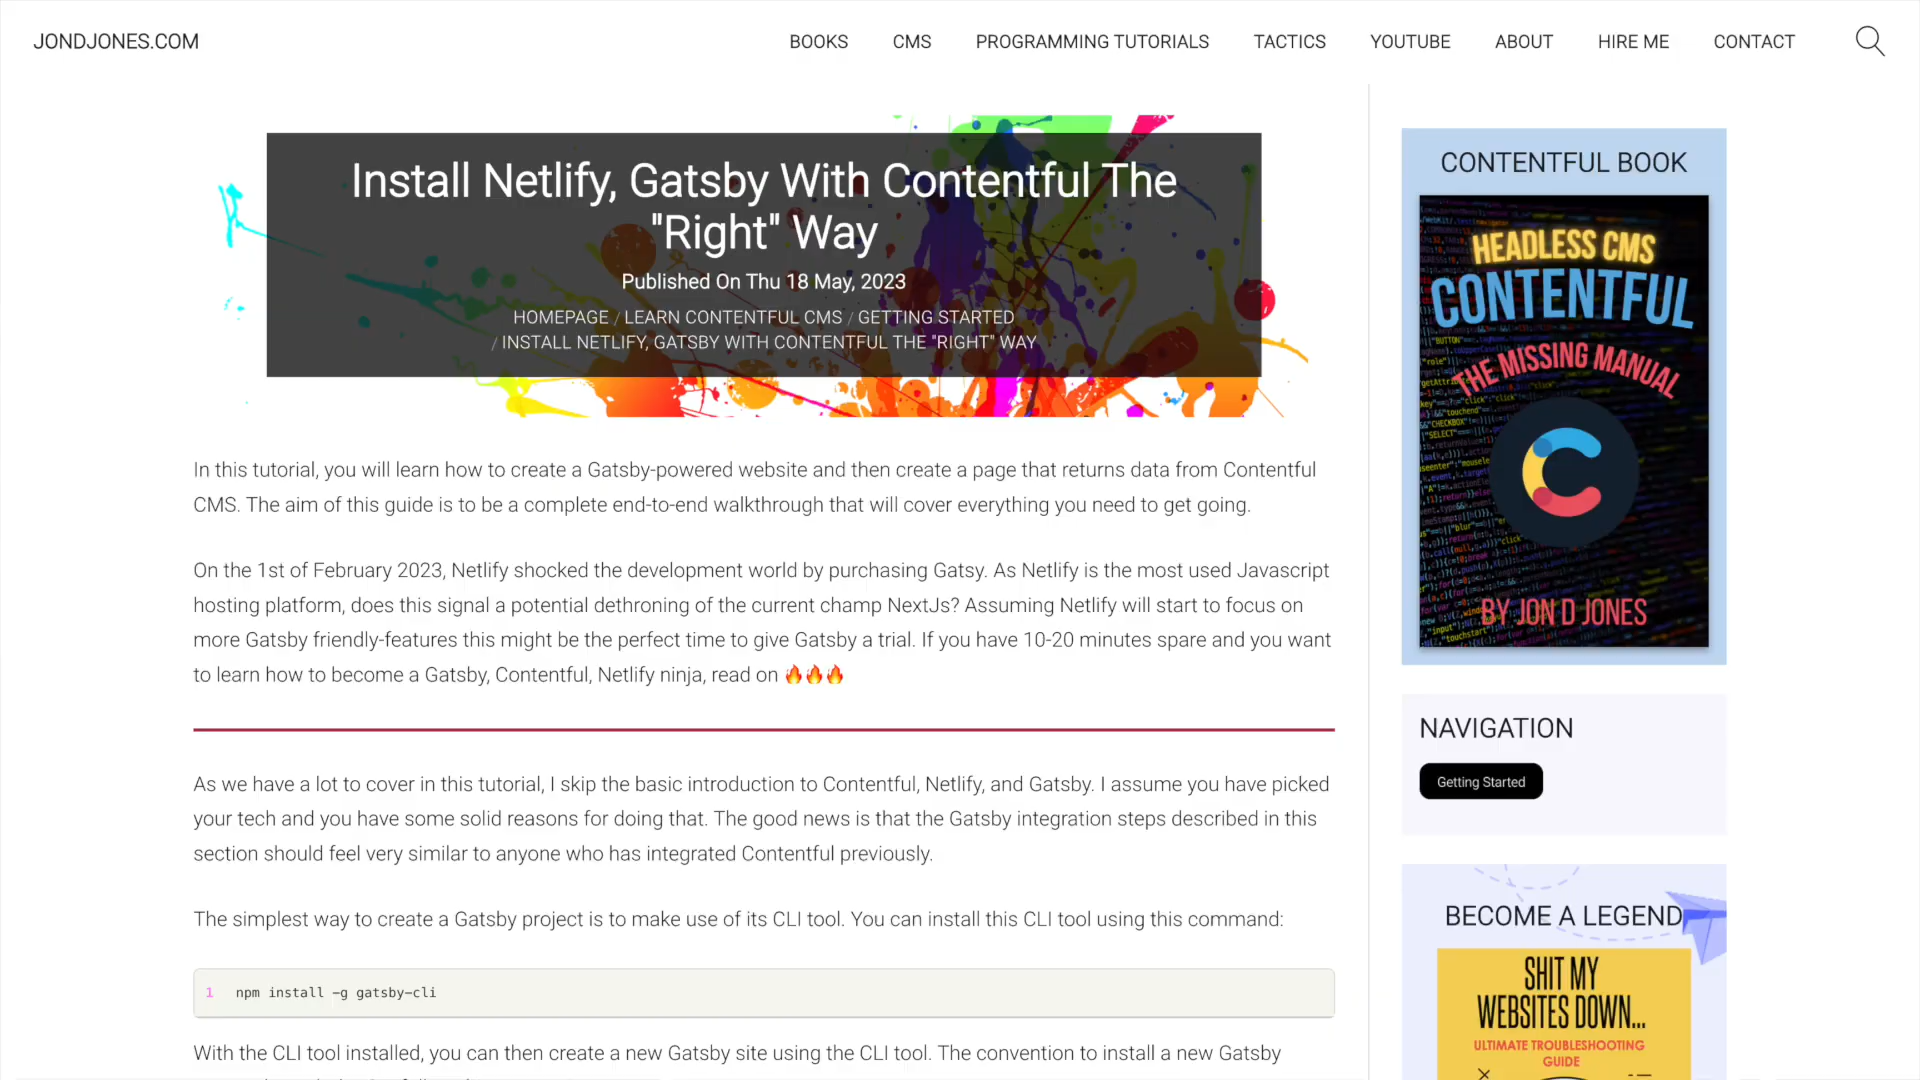 JONDJONES.COM
BOOKS
CMS
PROGRAMMING TUTORIALS
TACTICS
YOUTUBE
ABOUT
HIRE ME
CONTACT
Install Netlify, Gatsby With Contentful The
"Right" Way
Published On Thu 18 May, 2023
HOMEPAGE / LEARN CONTENTFUL CMS / GETTING STARTED
/ INSTALL NETLIFY, GATSBY WITH CONTENTFUL THE "RIGHT" WAY
In this tutorial, you will learn how to create a Gatsby-powered website and then create a page that returns data from Contentful
CMS. The aim of this guide is to be a complete end-to-end walkthrough that will cover everything you need to get going.
On the 1st of February 2023, Netlify shocked the development world by purchasing Gatsy. As Netlify is the most used Javascript
hosting platform, does this signal a potential dethroning of the current champ NextJs? Assuming Netlify will start to focus on
more Gatsby friendly-features this might be the perfect time to give Gatsby a trial. If you have 10-20 minutes spare and you want
to learn how to become a Gatsby, Contentful, Netlify ninja, read on 🔥🔥🔥
As we have a lot to cover in this tutorial, I skip the basic introduction to Contentful, Netlify, and Gatsby. I assume you have picked
your tech and you have some solid reasons for doing that. The good news is that the Gatsby integration steps described in this
section should feel very similar to anyone who has integrated Contentful previously.
The simplest way to create a Gatsby project is to make use of its CLI tool. You can install this CLI tool using this command:
1 npm install -g gatsby-cli
With the CLI tool installed, you can then create a new Gatsby site using the CLI tool. The convention to install a new Gatsby
CONTENTFUL BOOK
HEADLESS CMS
CONTENTFUL
THE MISSING MANUAL
BY JON D JONES
NAVIGATION
Getting Started
BECOME A LEGEND
SHIT MY
WEBSITES DOWN...
ULTIMATE TROUBLESHOOTING
GUIDE